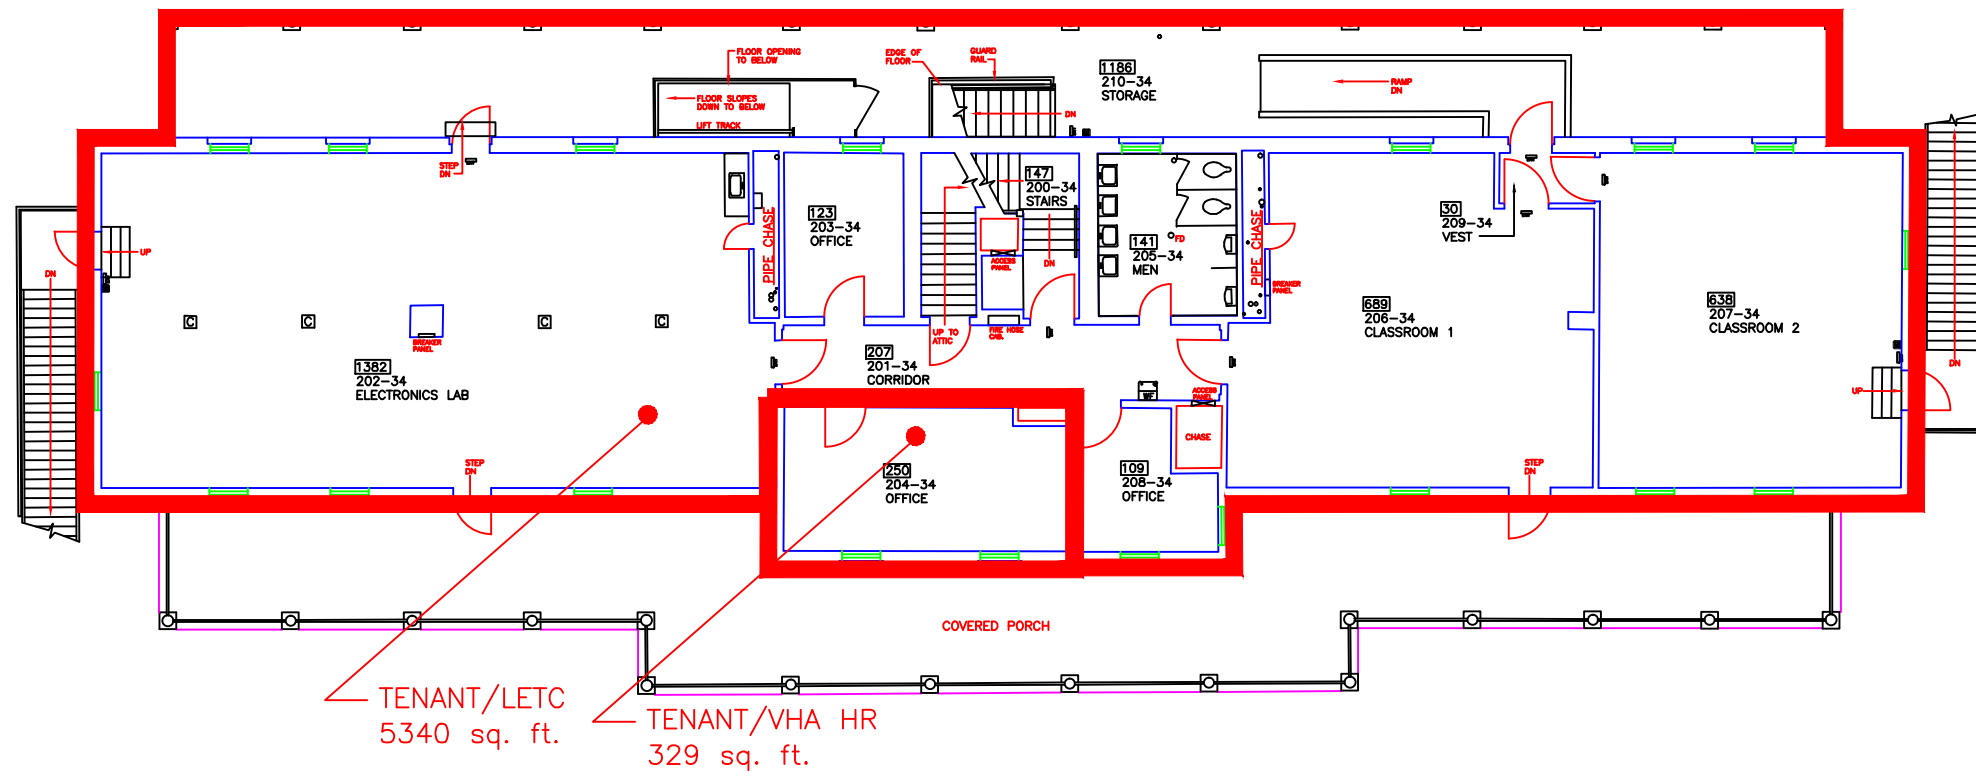 FLOOR OPENING
TO BELOW
EDGE OF
FLOOR
GUARD
RAIL
1186
210-34
STORAGE
RAMP
DN
FLOOR SLOPES
DOWN TO BELOW
LIFT TRACK
DN
STEP
DN
147
200-34
STAIRS
123
203-34
OFFICE
PIPE CHASE
141
205-34
MEN
FD
PIPE CHASE
30
209-34
VEST
UP
DN
ACCESS
PANEL
DN
BREAKER
PANEL
689
206-34
CLASSROOM 1
638
207-34
CLASSROOM 2
C
C
C
C
BREAKER
PANEL
UP TO
ATTIC
FIRE HOSE
CAB.
207
201-34
CORRIDOR
1382
202-34
ELECTRONICS LAB
WF
ACCESS
PANEL
CHASE
UP
DN
STEP
DN
250
204-34
OFFICE
109
208-34
OFFICE
STEP
DN
COVERED PORCH
TENANT/LETC
5340 sq. ft.
TENANT/VHA HR
329 sq. ft.